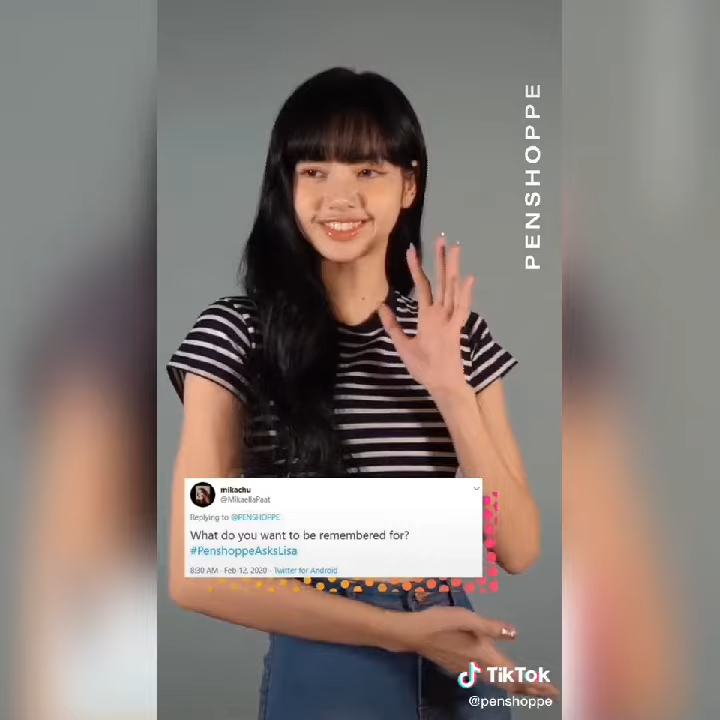 PENSHOPPE
mikachu
@MikaellaPaat
Replying to @PENSHOPPE
What do you want to be remembered for?
#PenshoppeAsksLisa
8:30 AM · Feb 12, 2020 · Twitter for Android
TikTok
@penshoppe